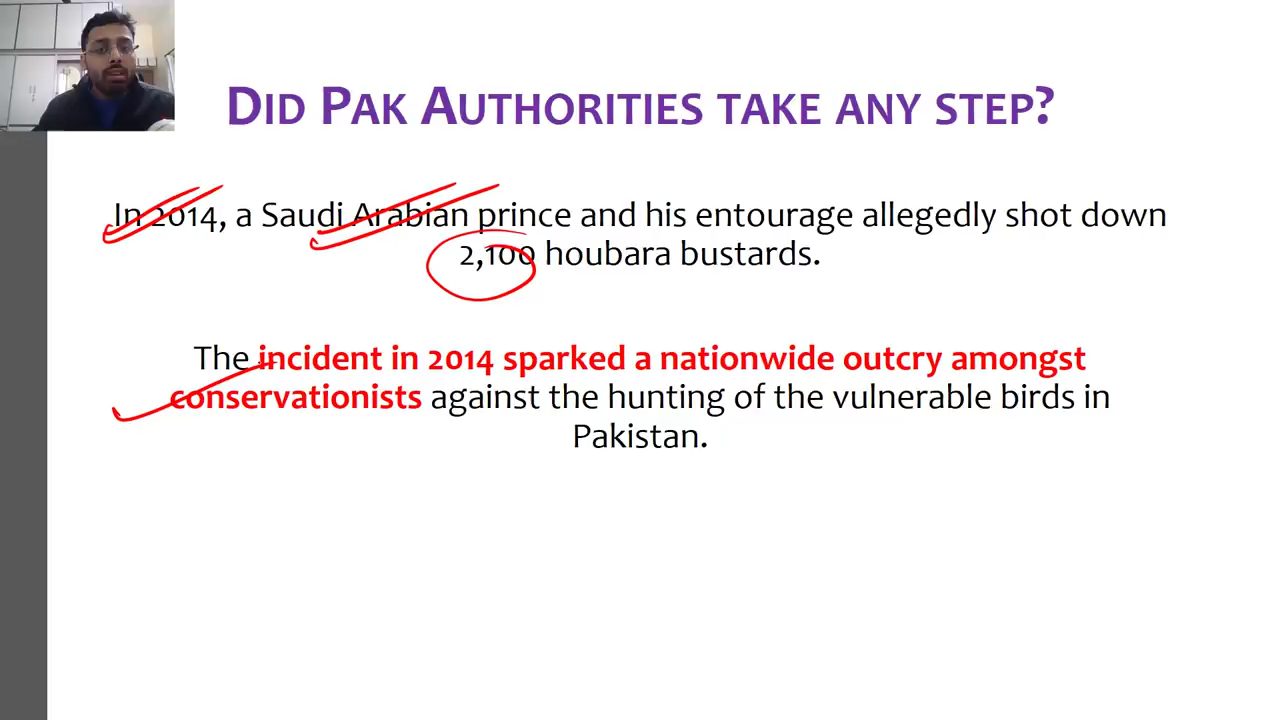 Did Pak Authorities take any step?
In 2014, a Saudi Arabian prince and his entourage allegedly shot down
2,100 houbara bustards.
The incident in 2014 sparked a nationwide outcry amongst
conservationists against the hunting of the vulnerable birds in
Pakistan.